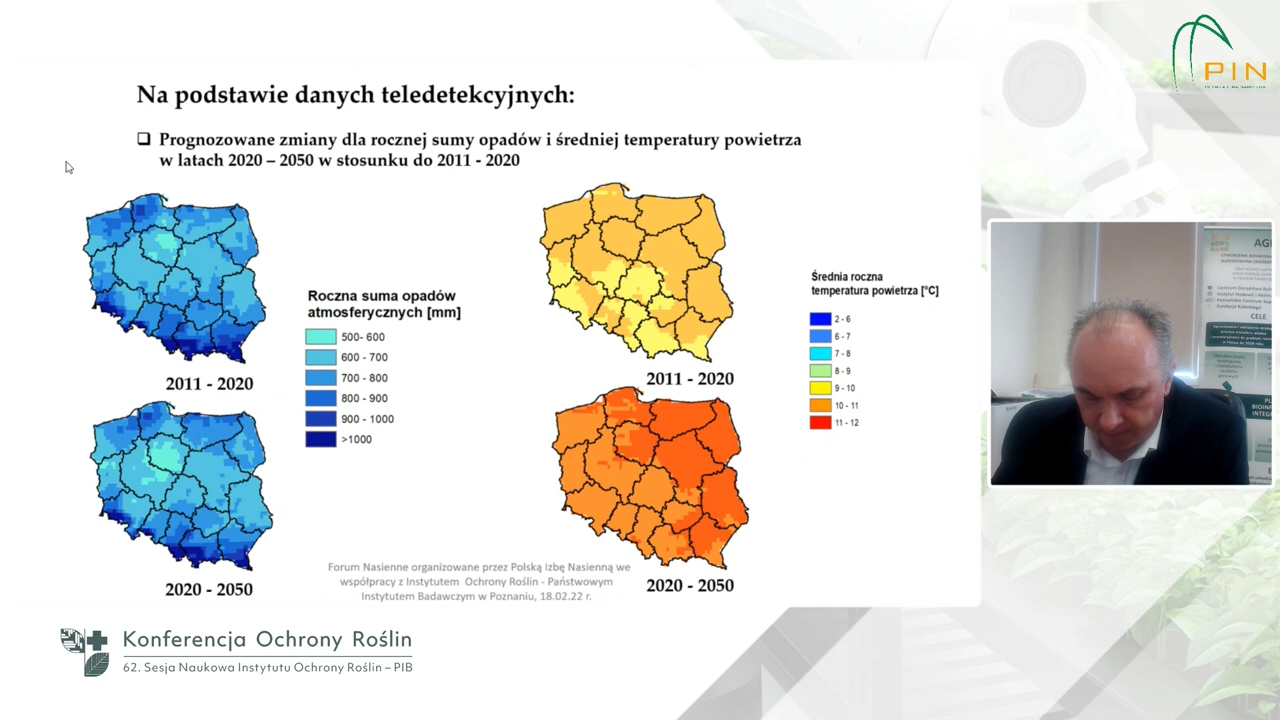 PIN
Na podstawie danych teledetekcyjnych:
Prognozowane zmiany dla rocznej sumy opadów i średniej temperatury powietrza
w latach 2020 – 2050 w stosunku do 2011 - 2020
Roczna suma opadów
atmosferycznych [mm]
500- 600
600 - 700
700 - 800
800 - 900
900 - 1000
>1000
2011 - 2020
2020 - 2050
Średnia roczna
temperatura powietrza [°C]
2 - 6
6 - 7
7 - 8
8 - 9
9 - 10
10 - 11
11 - 12
2011 - 2020
2020 - 2050
Forum Nasienne organizowane przez Polską Izbę Nasienną we
współpracy z Instytutem Ochrony Roślin - Państwowym
Instytutem Badawczym w Poznaniu, 18.02.22 r.
Konferencja Ochrony Roślin
62. Sesja Naukowa Instytutu Ochrony Roślin – PIB
CELE